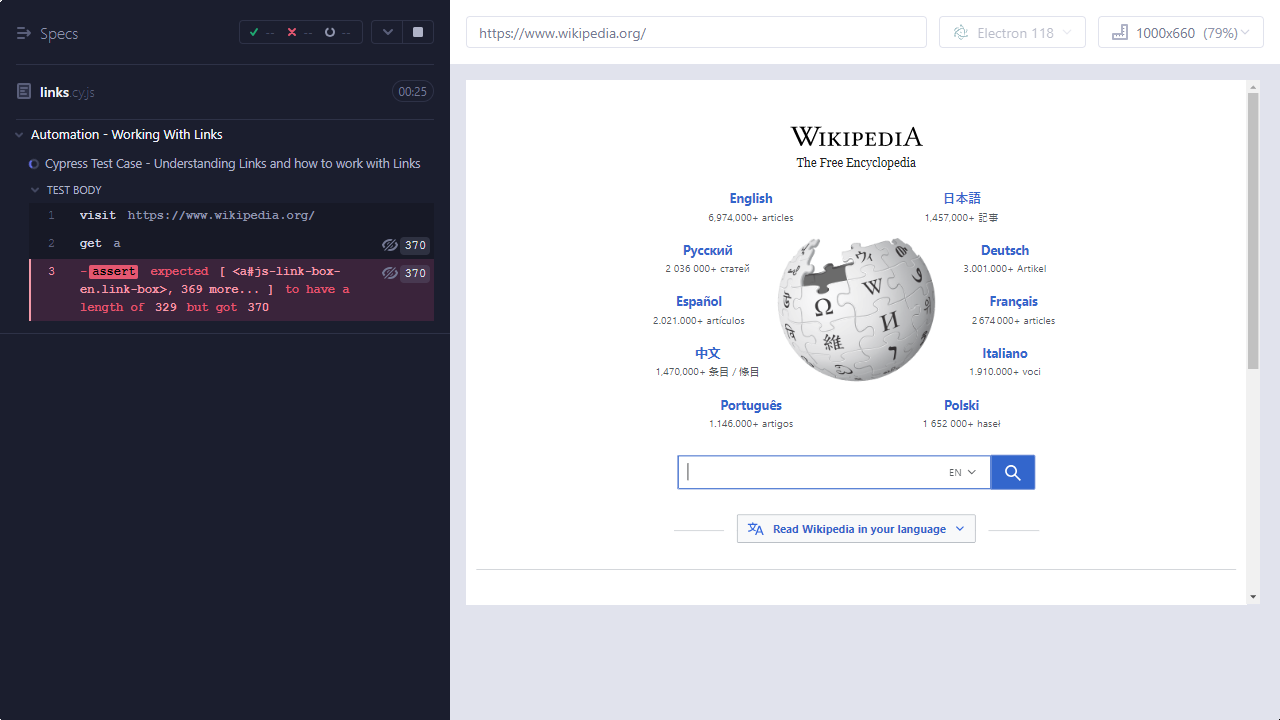 Specs
--
--
--
https://www.wikipedia.org/
Electron 118
1000x660 (79%)
links.cy.js
00:25
Automation - Working With Links
Cypress Test Case - Understanding Links and how to work with Links
TEST BODY
1 visit https://www.wikipedia.org/
2 get a 370
3 -assert expected [ <a#js-link-box-
en.link-box>, 369 more... ] to have a
length of 329 but got 370
370
WIKIPEDIA
The Free Encyclopedia
English
6,974,000+ articles
日本語
1,457,000+ 記事
Русский
2 036 000+ статей
Deutsch
3.001.000+ Artikel
Español
2.021.000+ artículos
Français
2 674 000+ articles
中文
1,470,000+ 条目 / 條目
Italiano
1.910.000+ voci
Português
1.146.000+ artigos
Polski
1 652 000+ haseł
Ω
W
И
維
ウィ
EN
Read Wikipedia in your language